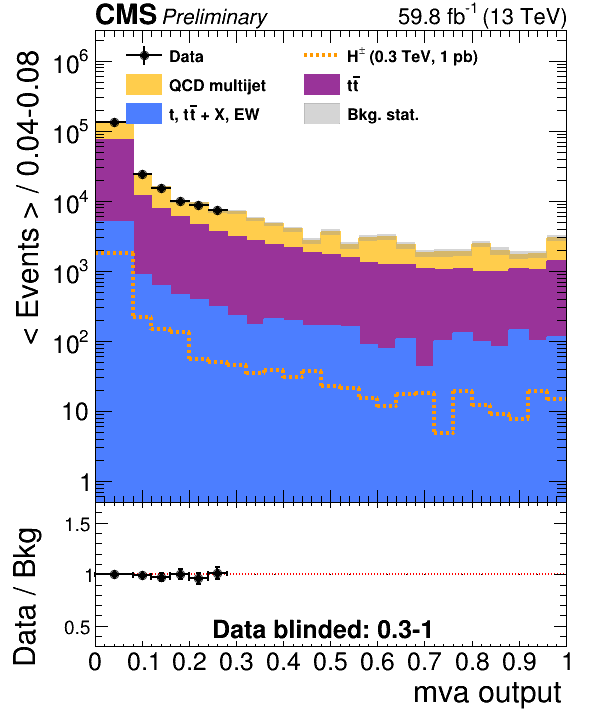 CMS Preliminary 59.8 fb⁻¹ (13 TeV)
< Events > / 0.04-0.08
Data H± (0.3 TeV, 1 pb)
QCD multijet tt̄
t, tt̄ + X, EW Bkg. stat.
10⁶
10⁵
10⁴
10³
10²
10
1
Data / Bkg
1.5
1
0.5
Data blinded: 0.3-1
0 0.1 0.2 0.3 0.4 0.5 0.6 0.7 0.8 0.9 1
mva output